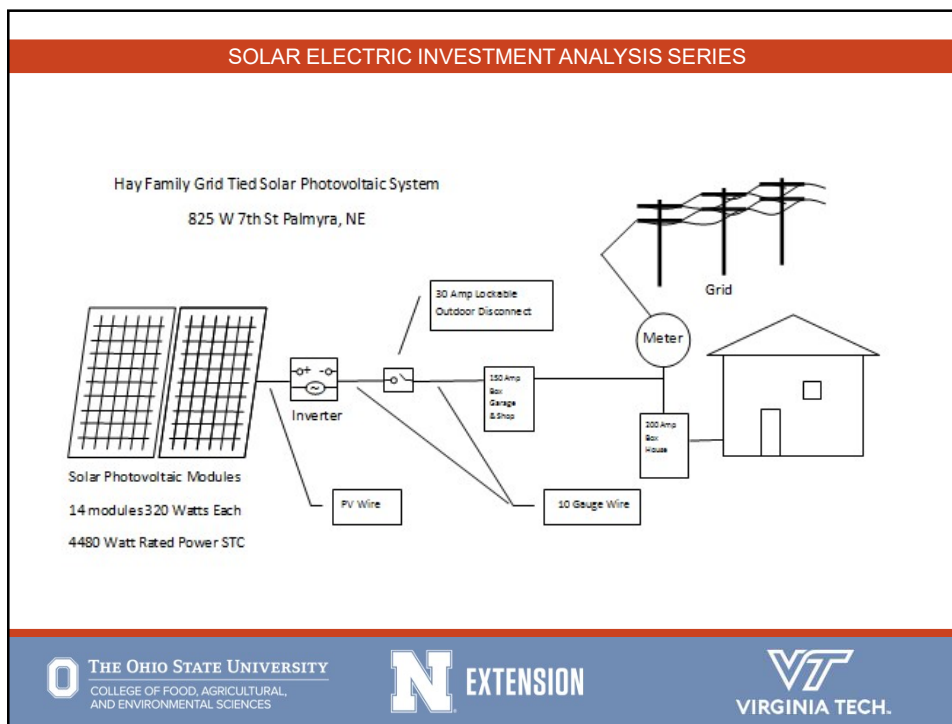 SOLAR ELECTRIC INVESTMENT ANALYSIS SERIES
Hay Family Grid Tied Solar Photovoltaic System
825 W 7th St Palmyra, NE
30 Amp Lockable
Outdoor Disconnect
Grid
Meter
Inverter
150 Amp
Box
Garage
& Shop
200 Amp
Box
House
Solar Photovoltaic Modules
14 modules 320 Watts Each
4480 Watt Rated Power STC
PV Wire
10 Gauge Wire
THE OHIO STATE UNIVERSITY
COLLEGE OF FOOD, AGRICULTURAL,
AND ENVIRONMENTAL SCIENCES
N EXTENSION
VT
VIRGINIA TECH.